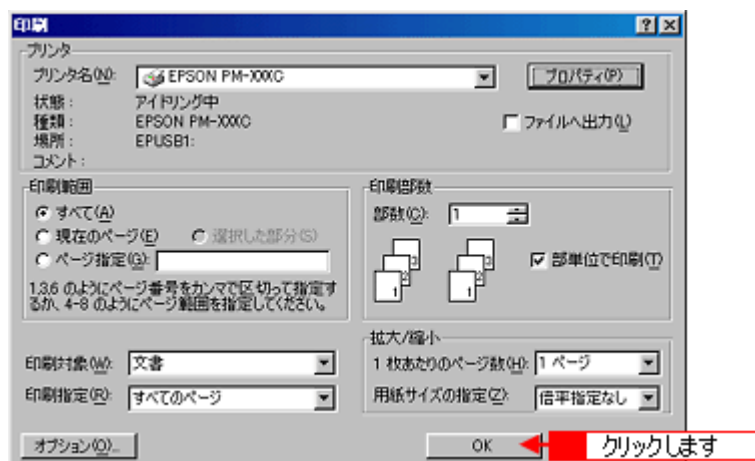 印刷
プリンタ
プリンタ名(N): EPSON PM-XXXC プロパティ(P)
状態: アイドリング中
種類: EPSON PM-XXXC ファイルへ出力(L)
場所: EPUSB1:
コメント:
印刷範囲
すべて(A)
現在のページ(E) 選択した部分(S)
ページ指定(G):
1,3,6 のようにページ番号をカンマで区切って指定す
るか、4-8 のようにページ範囲を指定してください。
印刷部数
部数(C): 1
1 2 3 1 2 3 部単位で印刷(T)
印刷対象(W): 文書
印刷指定(R): すべてのページ
拡大/縮小
1 枚あたりのページ数(H): 1 ページ
用紙サイズの指定(Z): 倍率指定なし
オプション(O)... OK クリックします